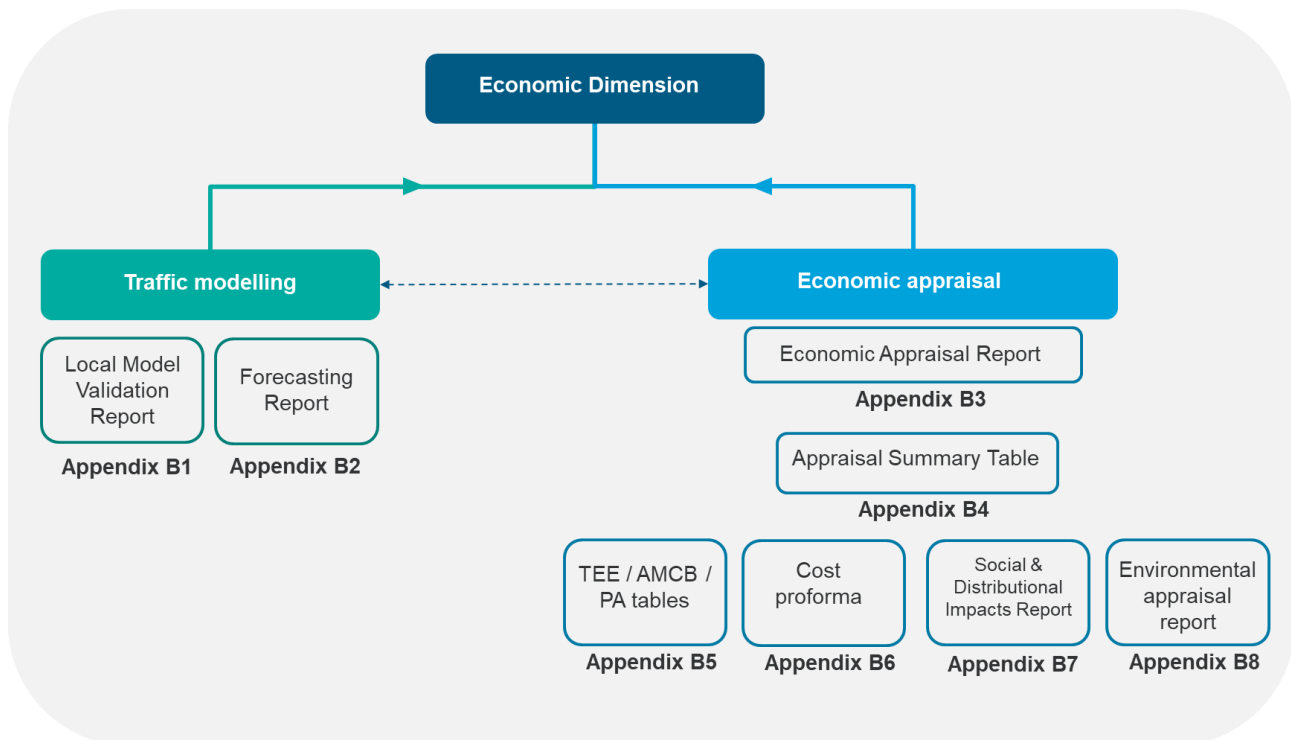 Economic Dimension
Traffic modelling
Economic appraisal
Local Model
Validation
Report
Appendix B1
Forecasting
Report
Appendix B2
Economic Appraisal Report
Appendix B3
Appraisal Summary Table
Appendix B4
TEE / AMCB /
PA tables
Appendix B5
Cost
proforma
Appendix B6
Social &
Distributional
Impacts Report
Appendix B7
Environmental
appraisal
report
Appendix B8